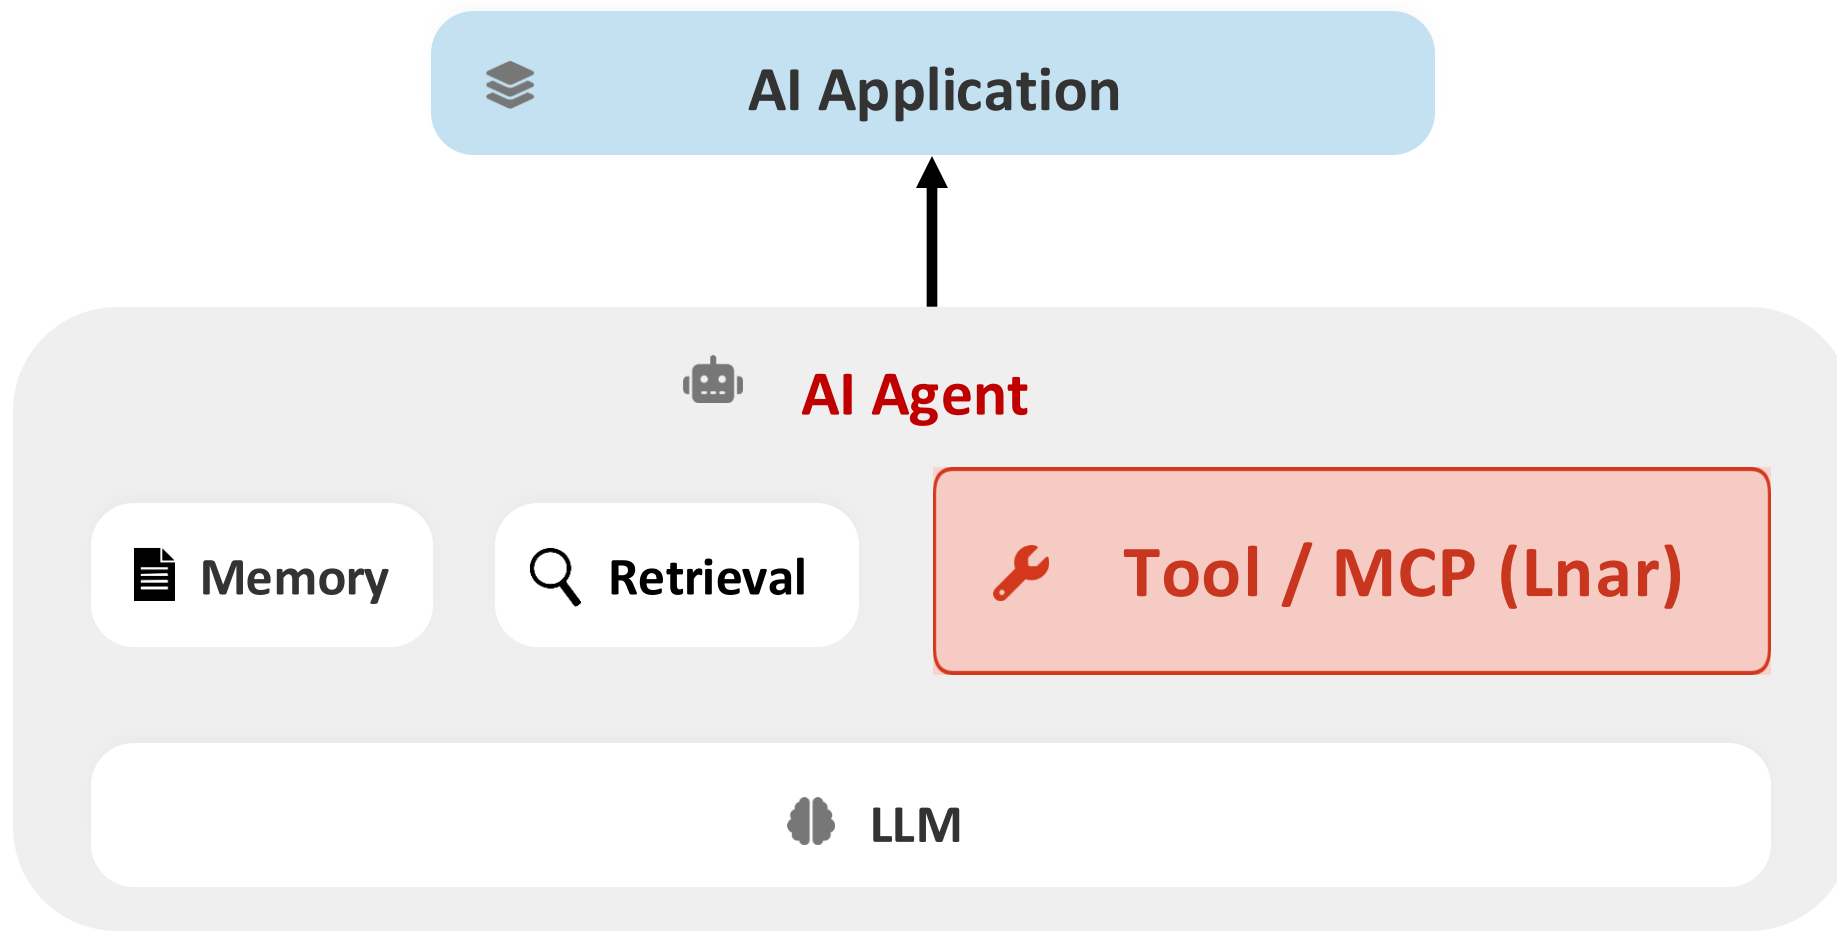 AI Application
AI Agent
Memory
Retrieval
Tool / MCP (Lnar)
LLM